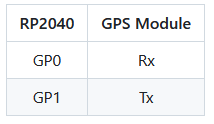 RP2040 GPS Module
GP0 Rx
GP1 Tx